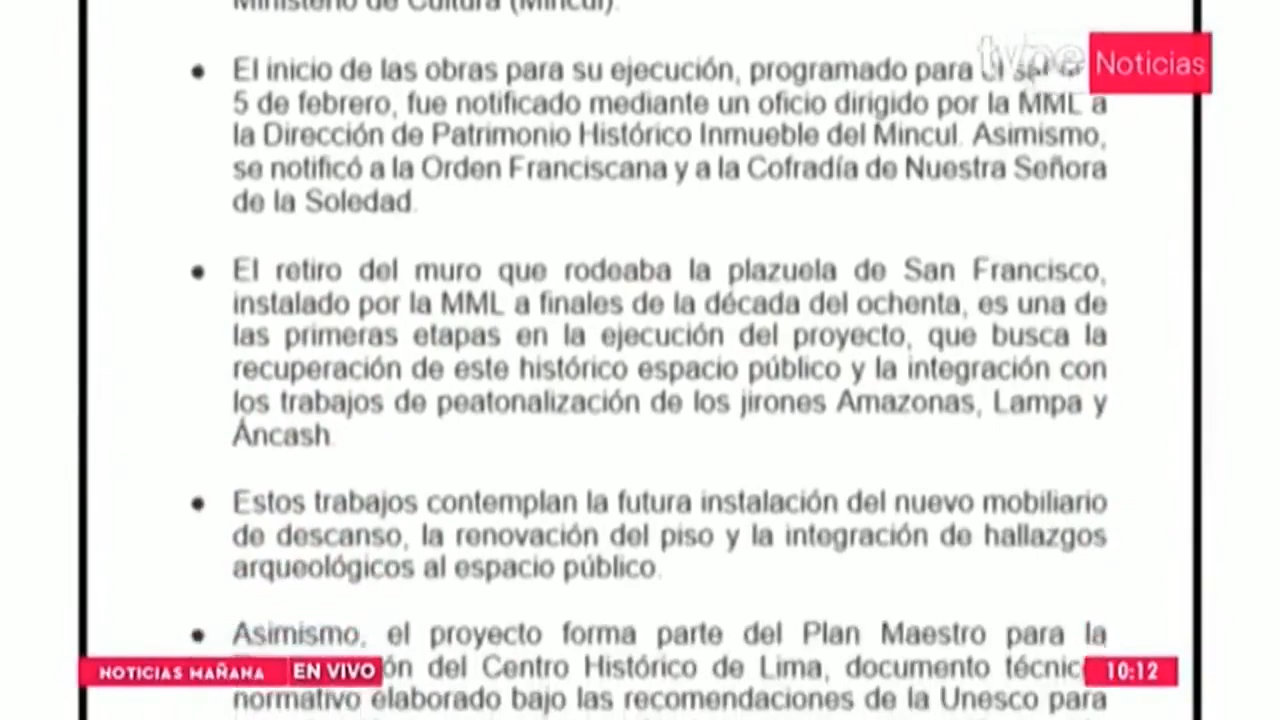 Ministerio de Cultura (Mincul).
tvpe Noticias
• El inicio de las obras para su ejecución, programado para el
5 de febrero, fue notificado mediante un oficio dirigido por la MML a
la Dirección de Patrimonio Histórico Inmueble del Mincul. Asimismo,
se notificó a la Orden Franciscana y a la Cofradía de Nuestra Señora
de la Soledad.
• El retiro del muro que rodeaba la plazuela de San Francisco,
instalado por la MML a finales de la década del ochenta, es una de
las primeras etapas en la ejecución del proyecto, que busca la
recuperación de este histórico espacio público y la integración con
los trabajos de peatonalización de los jirones Amazonas, Lampa y
Áncash.
• Estos trabajos contemplan la futura instalación del nuevo mobiliario
de descanso, la renovación del piso y la integración de hallazgos
arqueológicos al espacio público.
• Asimismo, el proyecto forma parte del Plan Maestro para la
ón del Centro Histórico de Lima, documento técnic
normativo elaborado bajo las recomendaciones de la Unesco para
NOTICIAS MAÑANA EN VIVO
10:12